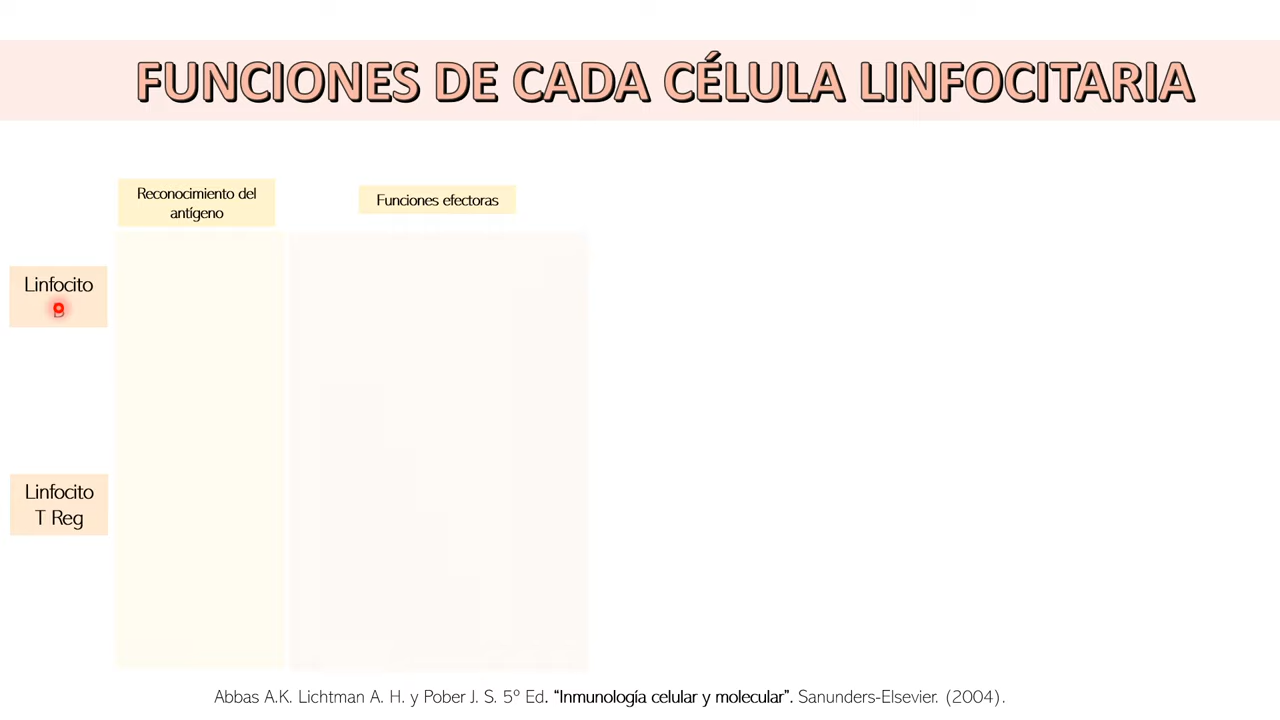 FUNCIONES DE CADA CÉLULA LINFOCITARIA
Reconocimiento del
antígeno
Funciones efectoras
Linfocito
Linfocito
T Reg
Abbas A.K. Lichtman A. H. y Pober J. S. 5º Ed. “Inmunología celular y molecular”. Sanunders-Elsevier. (2004).